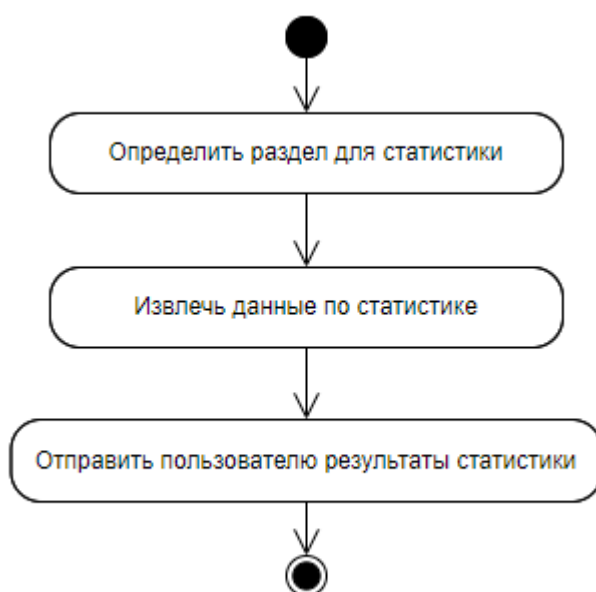 Определить раздел для статистики
Извлечь данные по статистике
Отправить пользователю результаты статистики